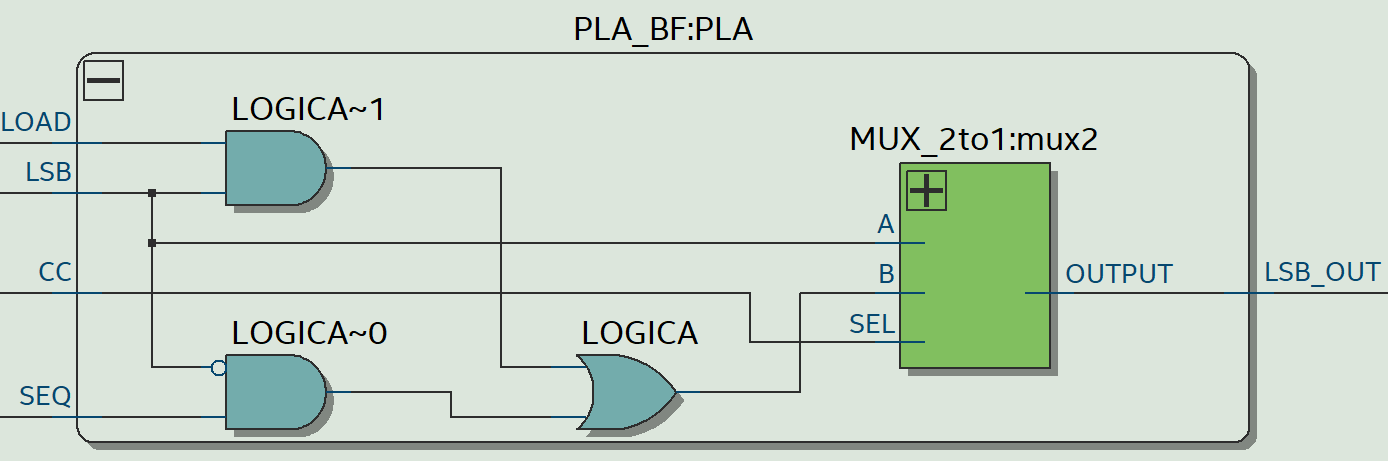 PLA_BF:PLA
LOGICA~1
LOAD
LSB
MUX_2to1:mux2
A
CC
B
OUTPUT
LSB_OUT
SEL
LOGICA~0
LOGICA
SEQ